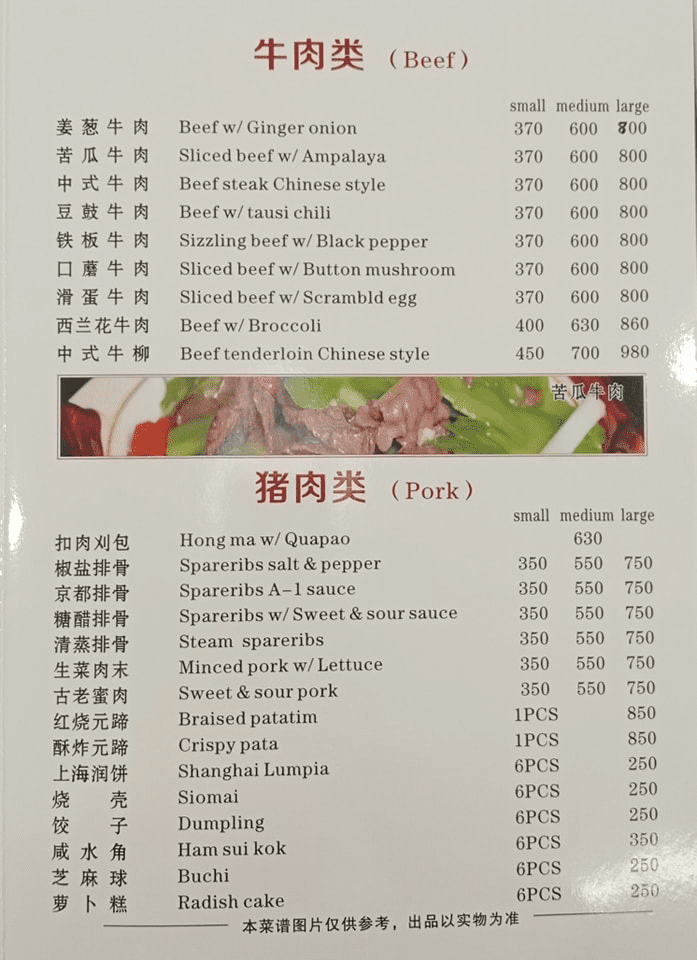 牛肉类 (Beef)
small medium large
姜葱牛肉 Beef w/ Ginger onion 370 600 800
苦瓜牛肉 Sliced beef w/ Ampalaya 370 600 800
中式牛肉 Beef steak Chinese style 370 600 800
豆鼓牛肉 Beef w/ tausi chili 370 600 800
铁板牛肉 Sizzling beef w/ Black pepper 370 600 800
口蘑牛肉 Sliced beef w/ Button mushroom 370 600 800
滑蛋牛肉 Sliced beef w/ Scrambld egg 370 600 800
西兰花牛肉 Beef w/ Broccoli 400 630 860
中式牛柳 Beef tenderloin Chinese style 450 700 980
苦瓜牛肉
猪肉类 (Pork)
small medium large
扣肉刈包 Hong ma w/ Quapao 630
椒盐排骨 Spareribs salt & pepper 350 550 750
京都排骨 Spareribs A-1 sauce 350 550 750
糖醋排骨 Spareribs w/ Sweet & sour sauce 350 550 750
清蒸排骨 Steam spareribs 350 550 750
生菜肉末 Minced pork w/ Lettuce 350 550 750
古老蜜肉 Sweet & sour pork 350 550 750
红烧元蹄 Braised patatim 1PCS 850
酥炸元蹄 Crispy pata 1PCS 850
上海润饼 Shanghai Lumpia 6PCS 250
烧壳 Siomai 6PCS 250
饺子 Dumpling 6PCS 250
咸水角 Ham sui kok 6PCS 350
芝麻球 Buchi 6PCS 250
萝卜糕 Radish cake 6PCS 250
本菜谱图片仅供参考，出品以实物为准